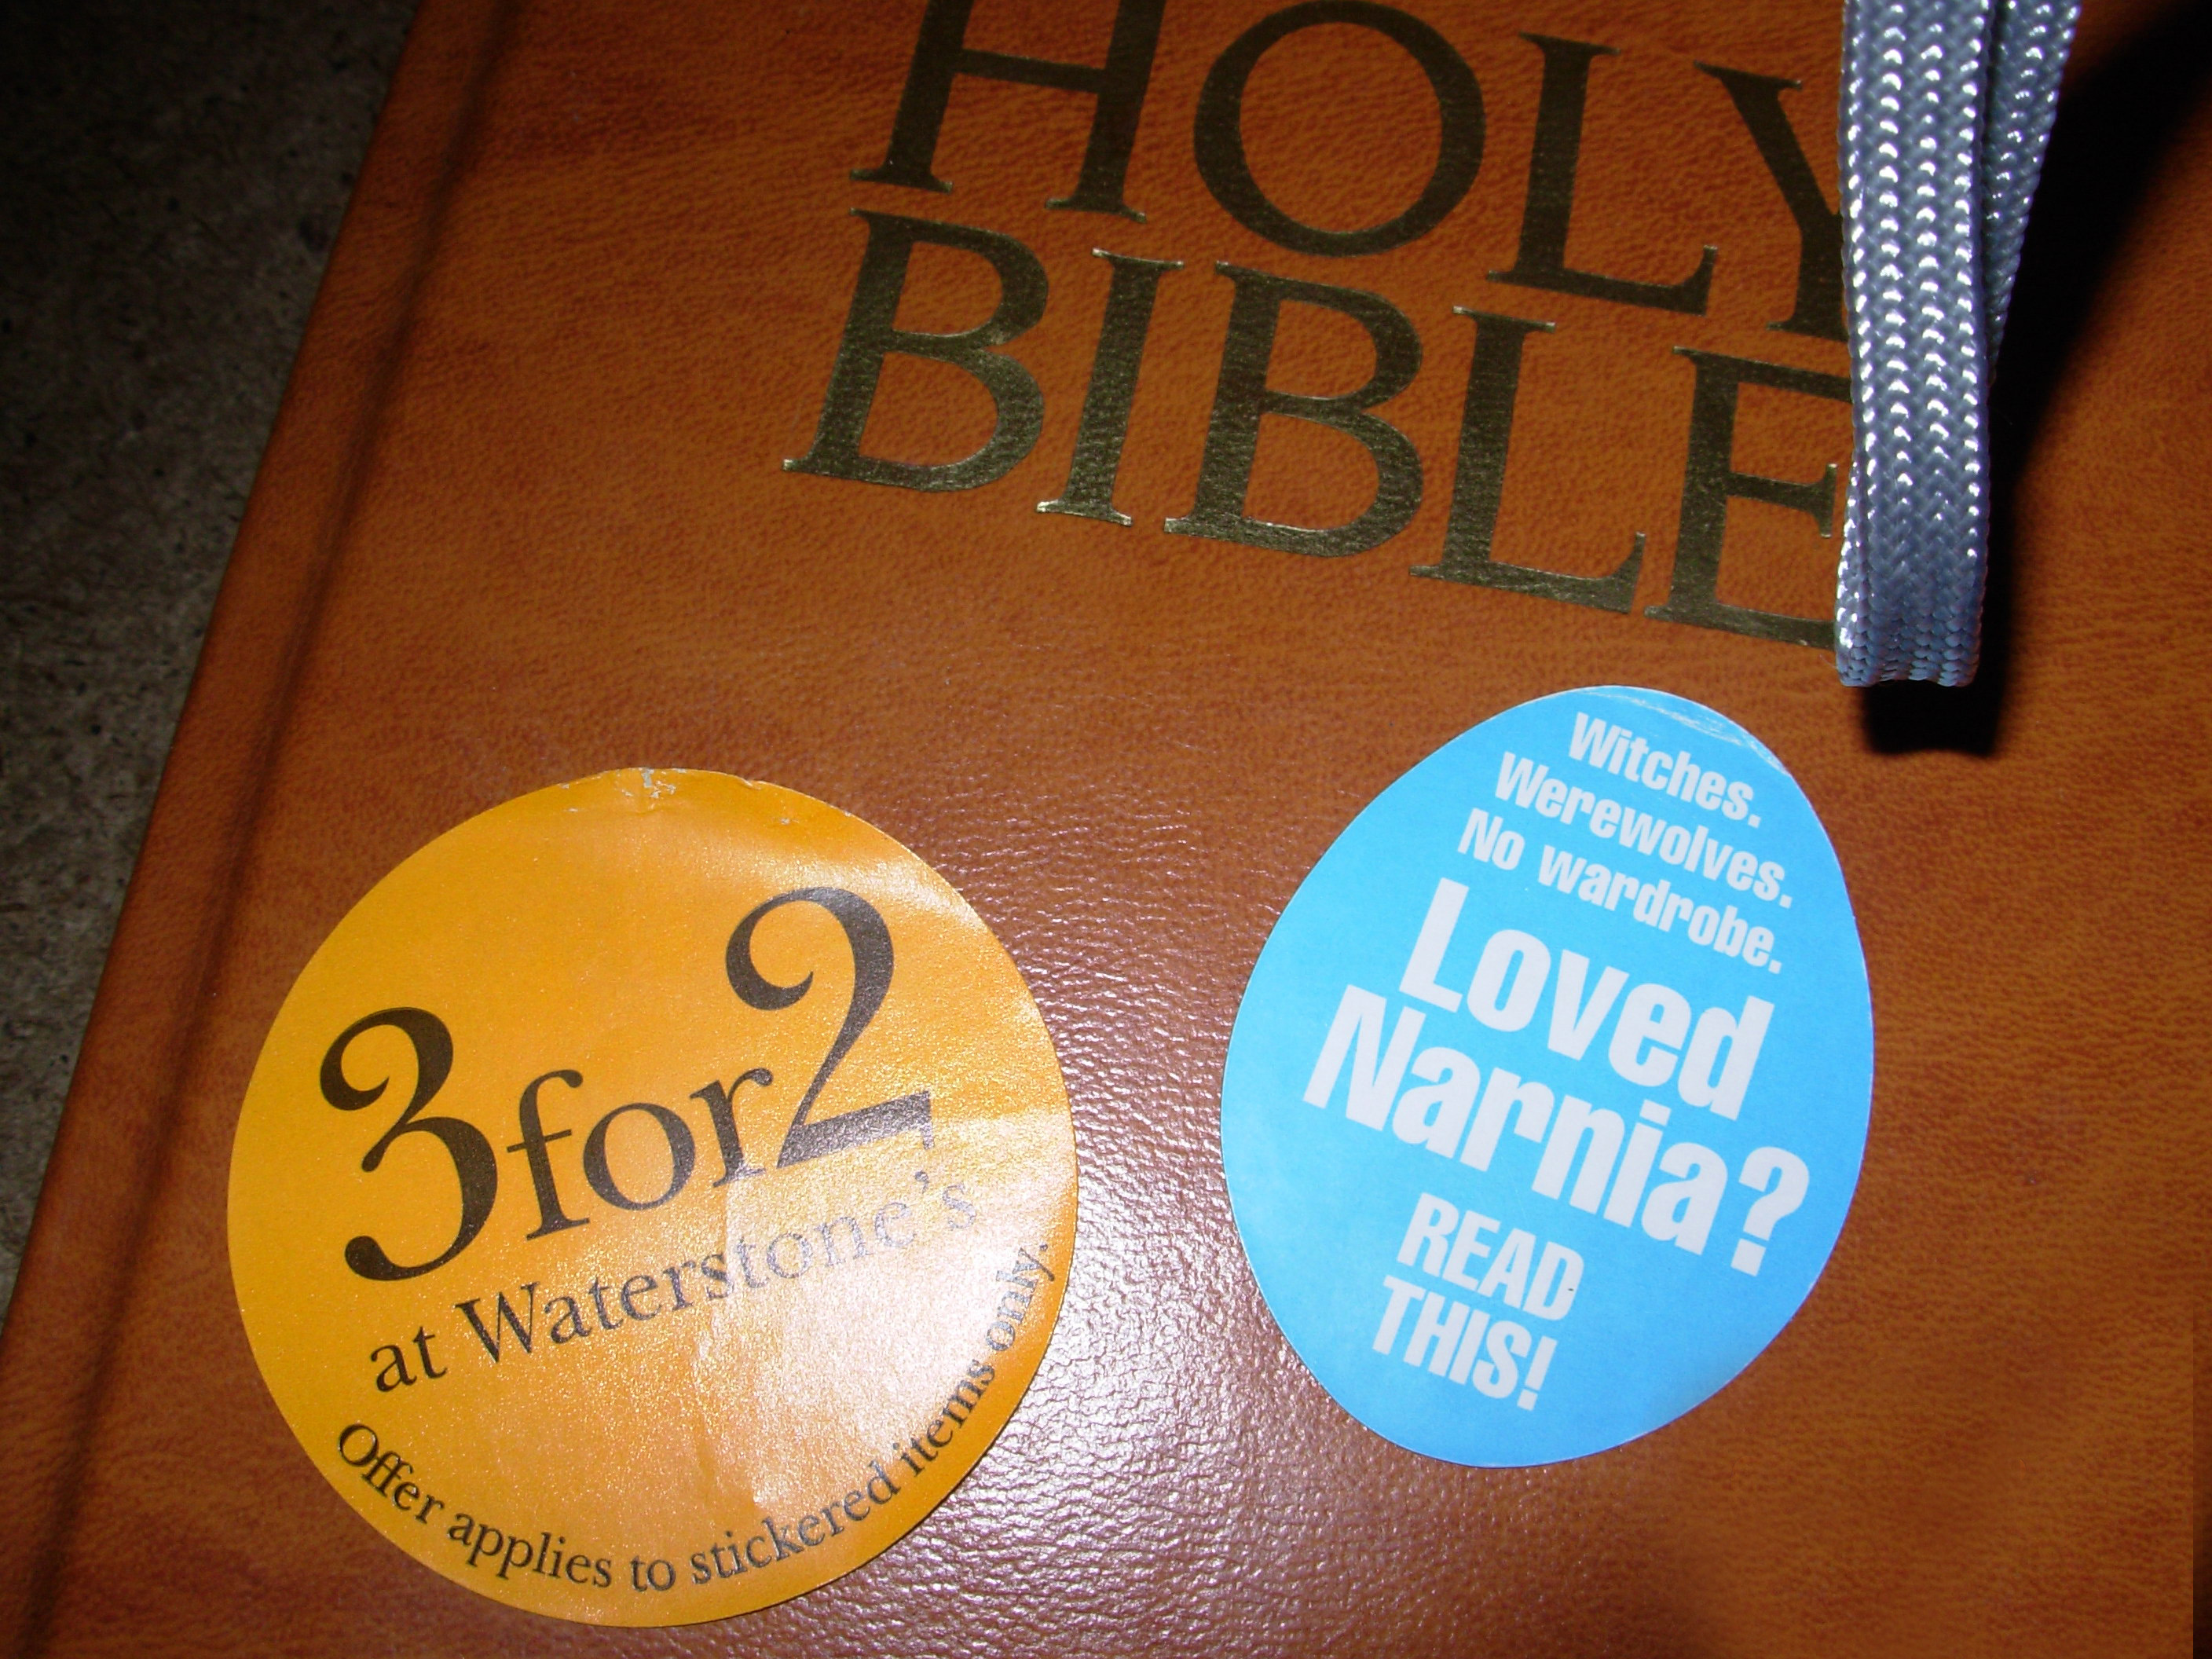 HOLY
BIBLE
3for2
at Waterstone's
Offer applies to stickered items only.
Witches.
Werewolves.
No wardrobe.
Loved
Narnia?
READ
THIS!